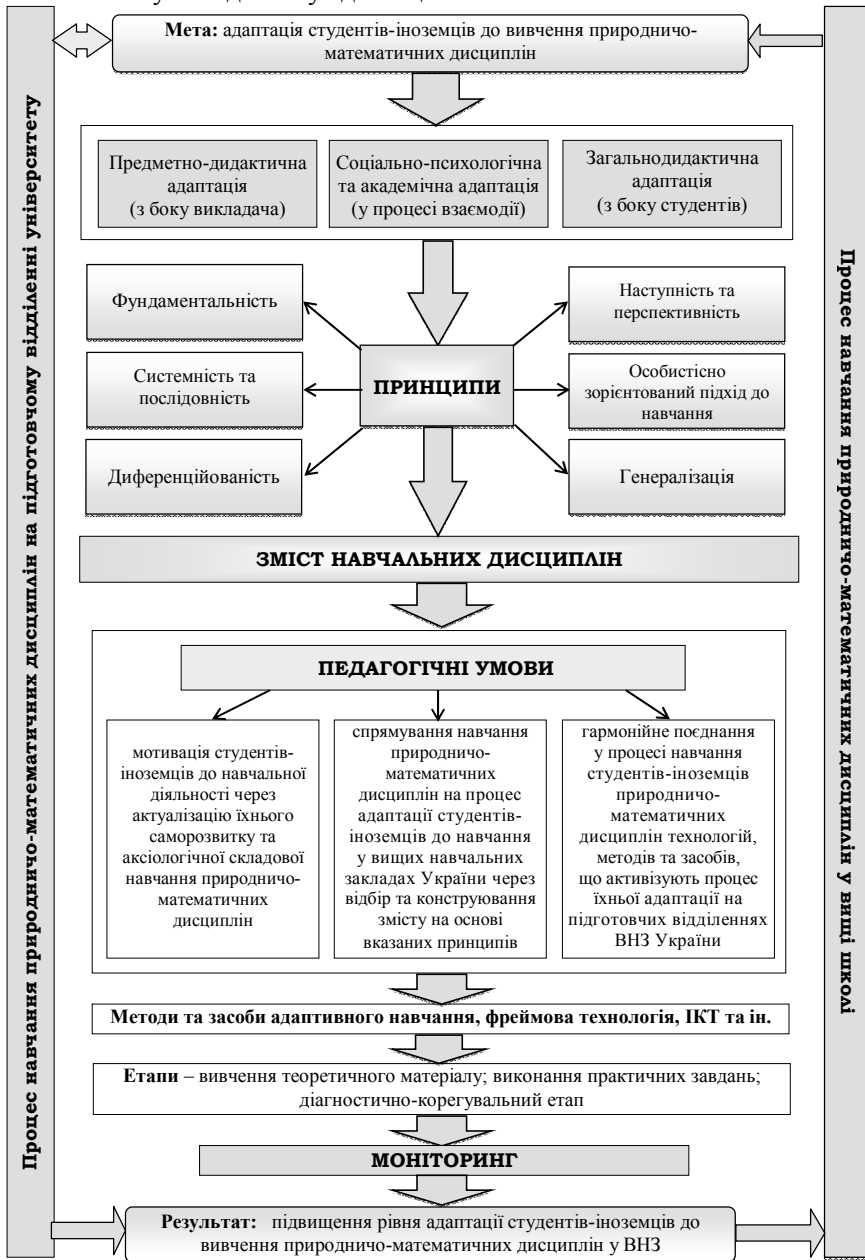 Мета: адаптація студентів-іноземців до вивчення природничо-
математичних дисциплін
Процес навчання природничо-математичних дисциплін на підготовчому відділенні університету
Процес навчання природничо-математичних дисциплін у вищі школі
Предметно-дидактична
адаптація
(з боку викладача)
Соціально-психологічна
та академічна адаптація
(у процесі взаємодії)
Загальнодидактична
адаптація
(з боку студентів)
Фундаментальність
Наступність та
перспективність
Системність та
послідовність
ПРИНЦИПИ
Особистісно
зорієнтований підхід до
навчання
Диференційованість
Генералізація
ЗМІСТ НАВЧАЛЬНИХ ДИСЦИПЛІН
ПЕДАГОГІЧНІ УМОВИ
мотивація студентів-
іноземців до навчальної
діяльності через
актуалізацію їхнього
саморозвитку та
аксіологічної складової
навчання природничо-
математичних
дисциплін
спрямування навчання
природничо-
математичних
дисциплін на процес
адаптації студентів-
іноземців до навчання
у вищих навчальних
закладах України через
відбір та конструювання
змісту на основі
вказаних принципів
гармонійне поєднання
у процесі навчання
студентів-іноземців
природничо-
математичних
дисциплін технологій,
методів та засобів,
що активізують процес
їхньої адаптації на
підготовчих відділеннях
ВНЗ України
Методи та засоби адаптивного навчання, фреймова технологія, ІКТ та ін.
Етапи – вивчення теоретичного матеріалу; виконання практичних завдань;
діагностично-корегувальний етап
МОНІТОРИНГ
Результат: підвищення рівня адаптації студентів-іноземців до
вивчення природничо-математичних дисциплін у ВНЗ